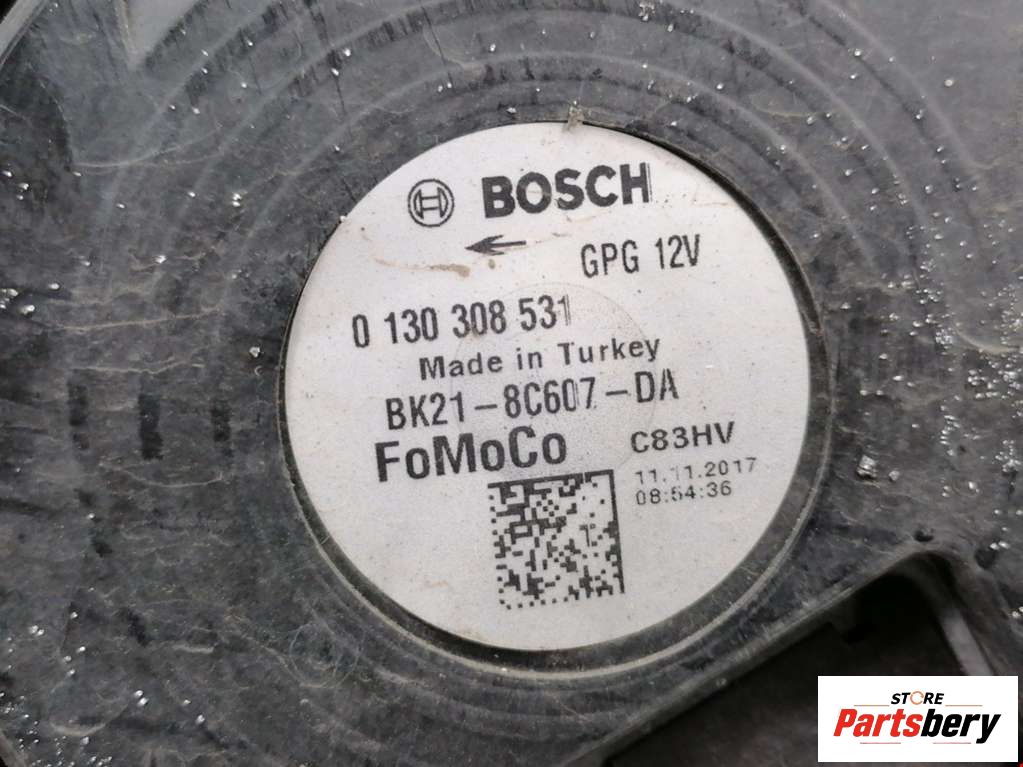 BOSCH
GPG 12V
0 130 308 531
Made in Turkey
BK21-8C607-DA
FoMoCo C83HV
11.11.2017
08:54:36
STORE
Partsbery